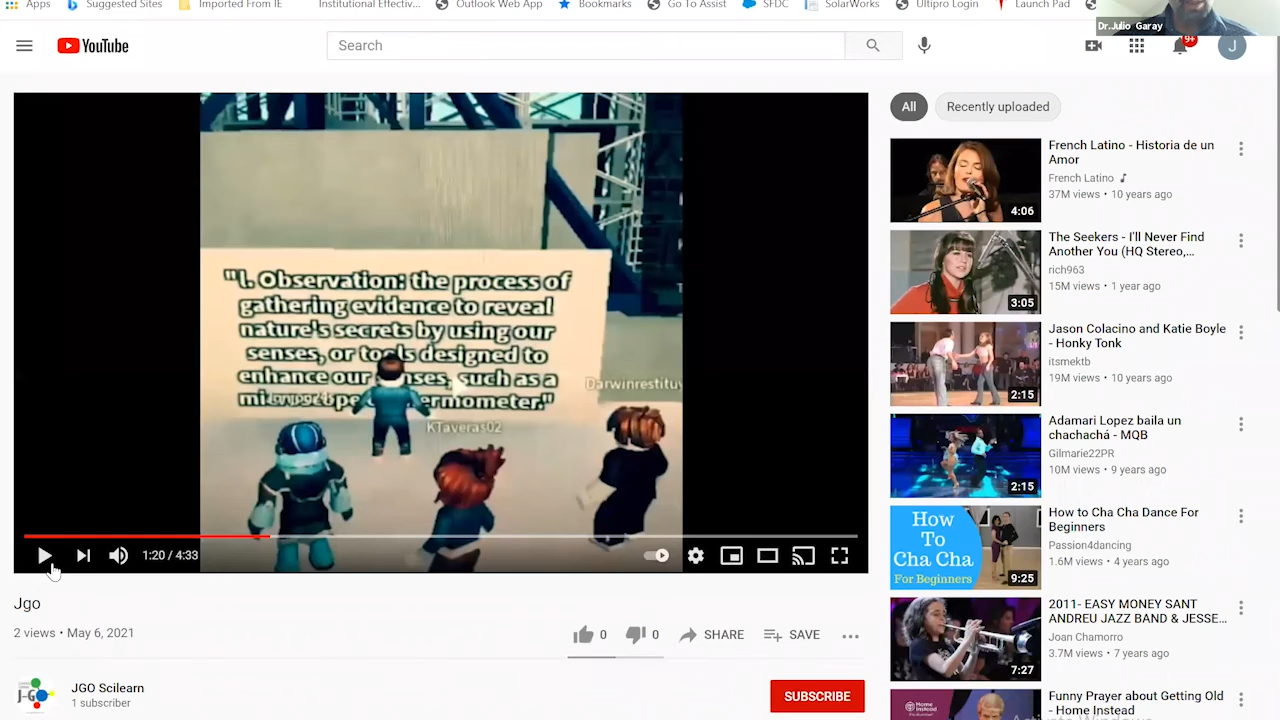 Apps
Suggested Sites
Imported From IE
Institutional Effectiv...
Outlook Web App
Bookmarks
Go To Assist
SFDC
SolarWorks
Ultipro Login
Launch Pad
Dr.Julio Garay
YouTube
Search
9+
J
All
Recently uploaded
"1. Observation: the process of
gathering evidence to reveal
nature's secrets by using our
senses, or tools designed to
enhance our senses, such as a
Darwinrestituy
KTaveras02
1:20 / 4:33
Jgo
2 views • May 6, 2021
0
0
SHARE
SAVE
J-GO
JGO Scilearn
1 subscriber
SUBSCRIBE
4:06
French Latino - Historia de un
Amor
French Latino
37M views • 10 years ago
3:05
The Seekers - I'll Never Find
Another You (HQ Stereo,...
rich963
15M views • 1 year ago
2:15
Jason Colacino and Katie Boyle
- Honky Tonk
itsmektb
19M views • 10 years ago
2:15
Adamari Lopez baila un
chachachá - MQB
Gilmarie22PR
10M views • 9 years ago
How
To
Cha Cha
For Beginners
9:25
How to Cha Cha Dance For
Beginners
Passion4dancing
1.6M views • 4 years ago
7:27
2011- EASY MONEY SANT
ANDREU JAZZ BAND & JESSE...
Joan Chamorro
3.7M views • 7 years ago
Home
Instead
Funny Prayer about Getting Old
- Home Instead